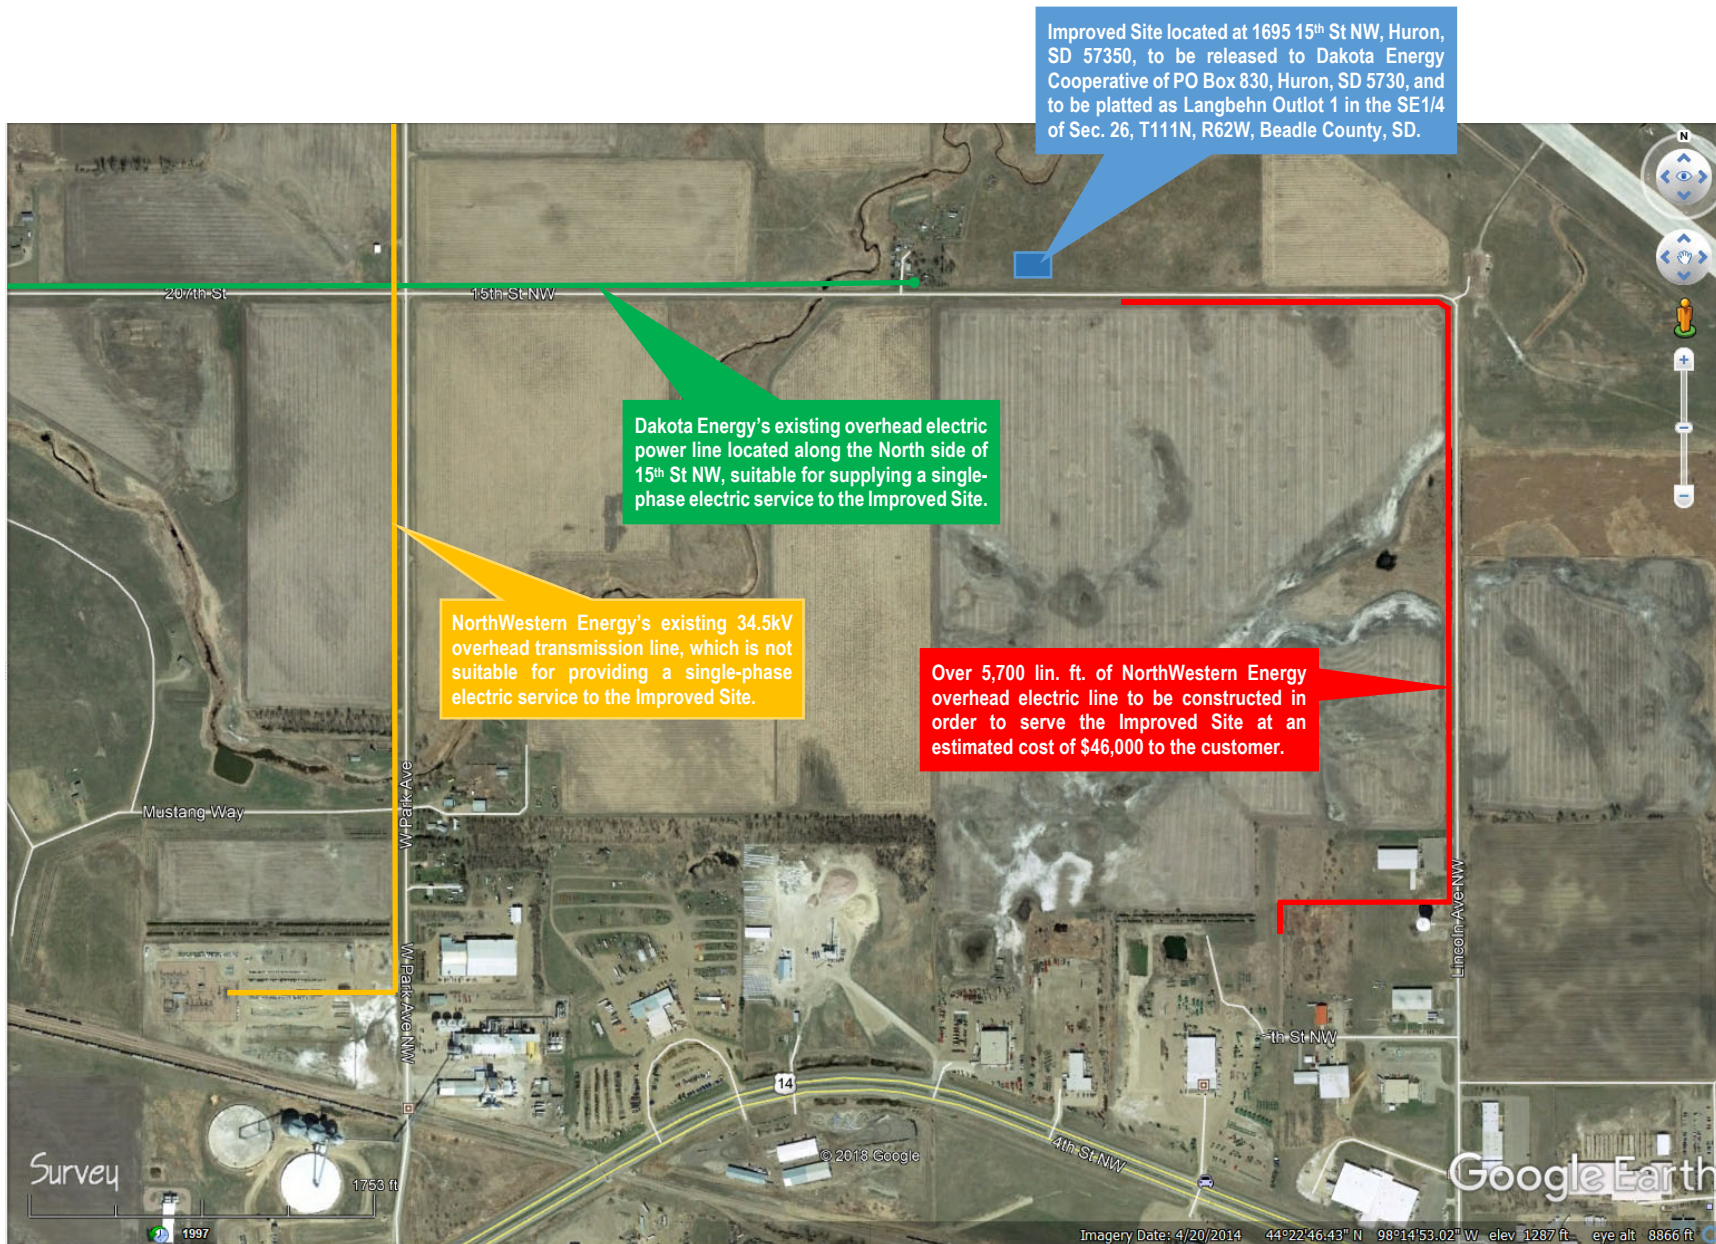 Improved Site located at 1695 15th St NW, Huron,
SD 57350, to be released to Dakota Energy
Cooperative of PO Box 830, Huron, SD 5730, and
to be platted as Langbehn Outlot 1 in the SE1/4
of Sec. 26, T111N, R62W, Beadle County, SD.
N
207th St
15th St NW
Dakota Energy’s existing overhead electric
power line located along the North side of
15th St NW, suitable for supplying a single-
phase electric service to the Improved Site.
NorthWestern Energy’s existing 34.5kV
overhead transmission line, which is not
suitable for providing a single-phase
electric service to the Improved Site.
Over 5,700 lin. ft. of NorthWestern Energy
overhead electric line to be constructed in
order to serve the Improved Site at an
estimated cost of $46,000 to the customer.
Mustang Way
W Park Ave
W Park Ave NW
Lincoln Ave NW
th St NW
14
4th St NW
© 2018 Google
Survey
1753 ft
Google Earth
1997
Imagery Date: 4/20/2014 44°22'46.43" N 98°14'53.02" W elev 1287 ft eye alt 8866 ft